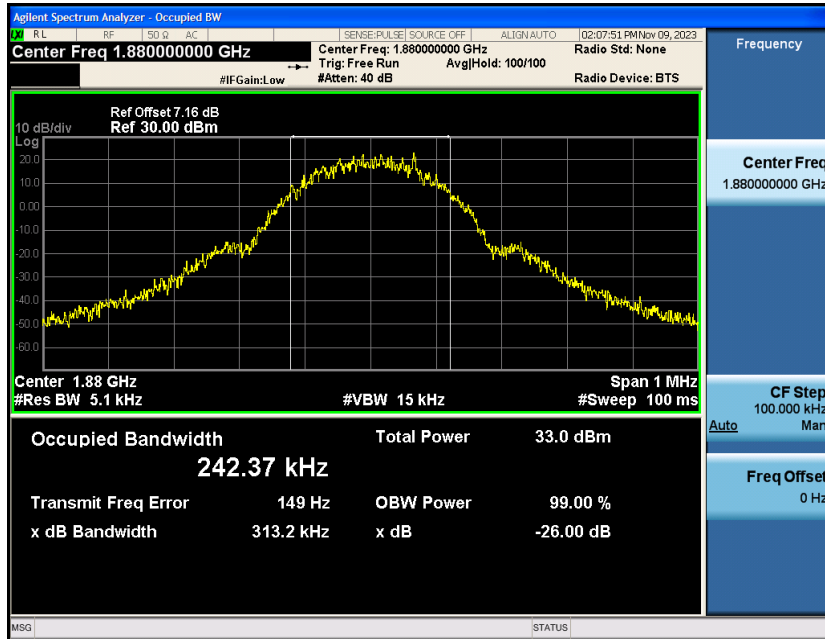 Agilent Spectrum Analyzer - Occupied BW
LXI RL RF 50 Ω AC SENSE:PULSE SOURCE OFF ALIGN AUTO 02:07:51 PM Nov 09, 2023
Center Freq 1.880000000 GHz
Center Freq: 1.880000000 GHz
Radio Std: None
Trig: Free Run Avg|Hold: 100/100
#IFGain:Low #Atten: 40 dB Radio Device: BTS
Ref Offset 7.16 dB
10 dB/div Ref 30.00 dBm
Log
20.0
10.0
0.00
-10.0
-20.0
-30.0
-40.0
-50.0
-60.0
Center 1.88 GHz Span 1 MHz
#Res BW 5.1 kHz #VBW 15 kHz #Sweep 100 ms
Occupied Bandwidth Total Power 33.0 dBm
242.37 kHz
Transmit Freq Error 149 Hz OBW Power 99.00 %
x dB Bandwidth 313.2 kHz x dB -26.00 dB
MSG STATUS
Frequency
Center Freq
1.880000000 GHz
CF Step
100.000 kHz
Auto Man
Freq Offset
0 Hz